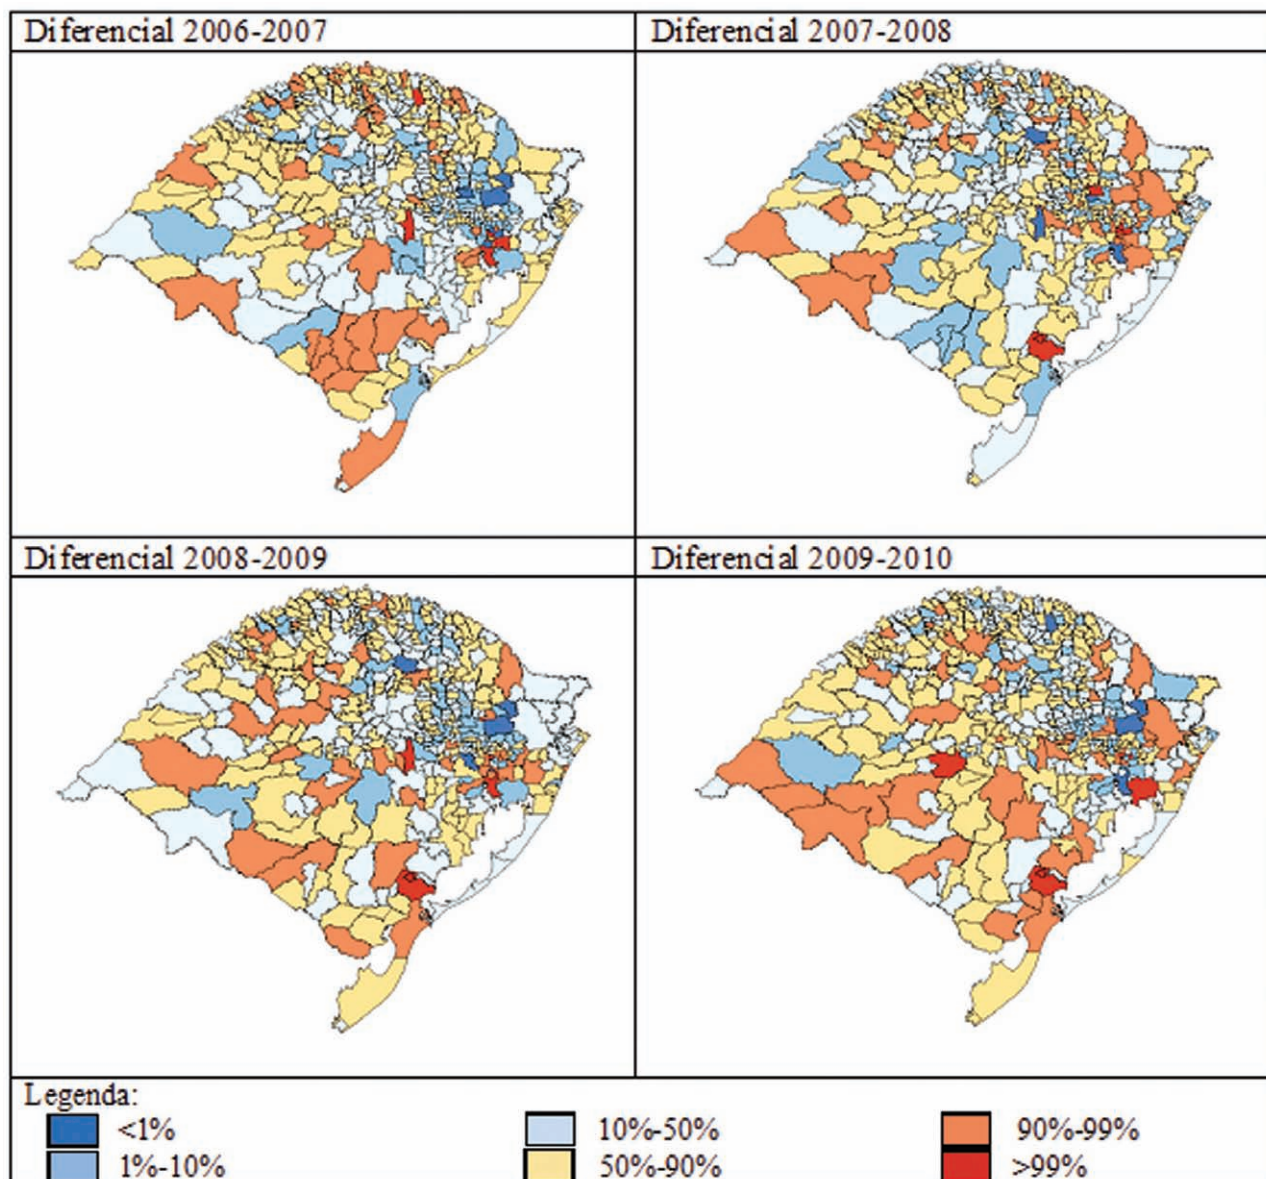 Diferencial 2006-2007
Diferencial 2007-2008
Diferencial 2008-2009
Diferencial 2009-2010
Legenda:
<1%
10%-50%
90%-99%
1%-10%
50%-90%
>99%